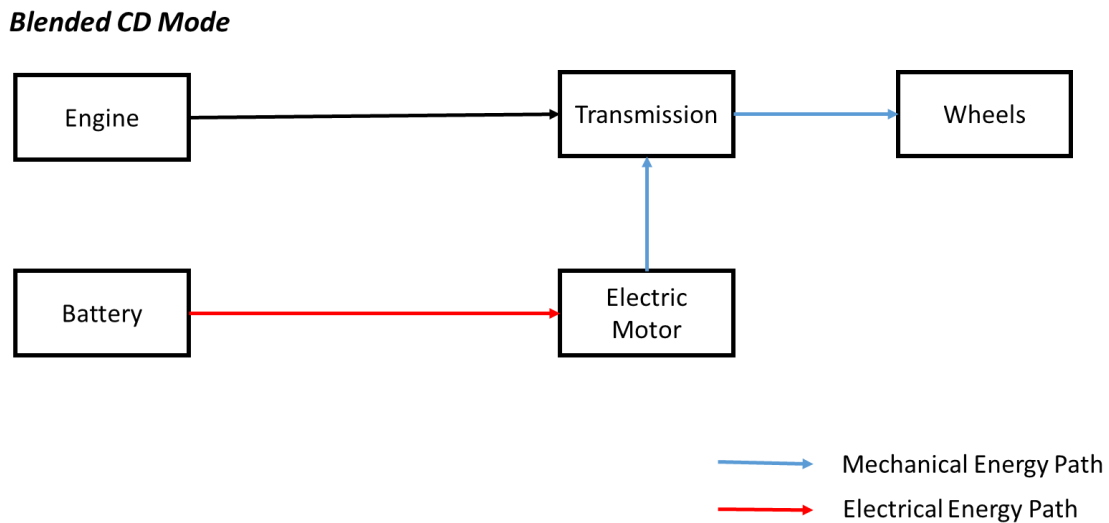 Blended CD Mode
Engine
Transmission
Wheels
Battery
Electric
Motor
Mechanical Energy Path
Electrical Energy Path